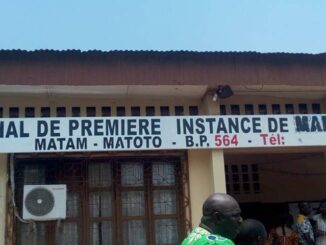 NAL DE PREMIERE INSTANCE DE MA
MATAM - MATOTO - B.P. 564 - Tél: